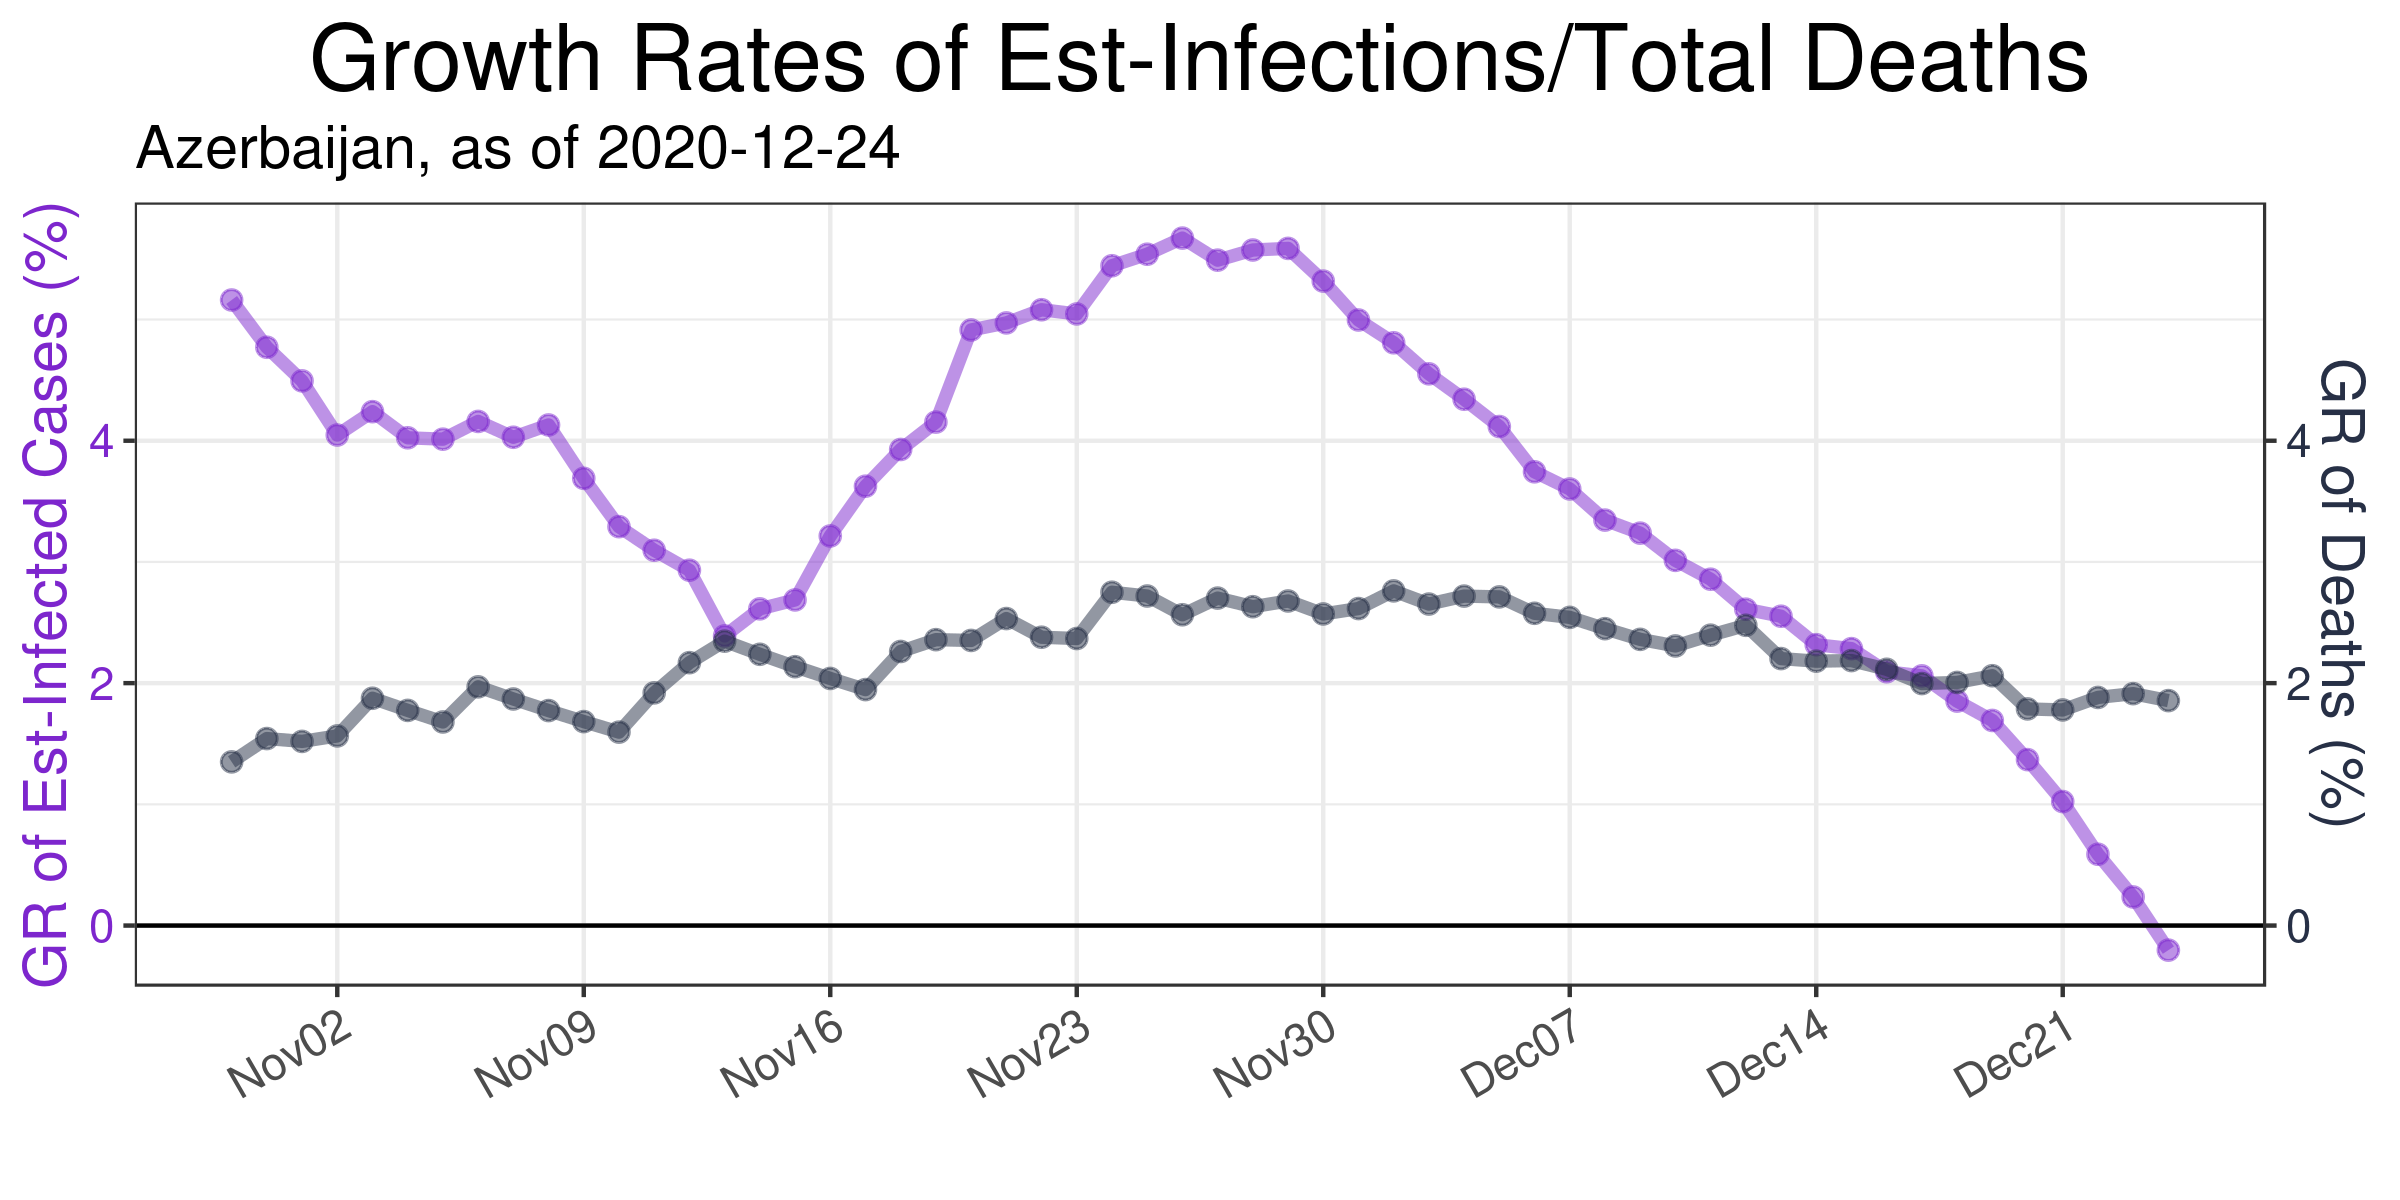 Growth Rates of Est-Infections/Total Deaths
Azerbaijan, as of 2020-12-24
GR of Est-Infected Cases (%)
4
2
0
4
2
0
GR of Deaths (%)
Nov02
Nov09
Nov16
Nov23
Nov30
Dec07
Dec14
Dec21